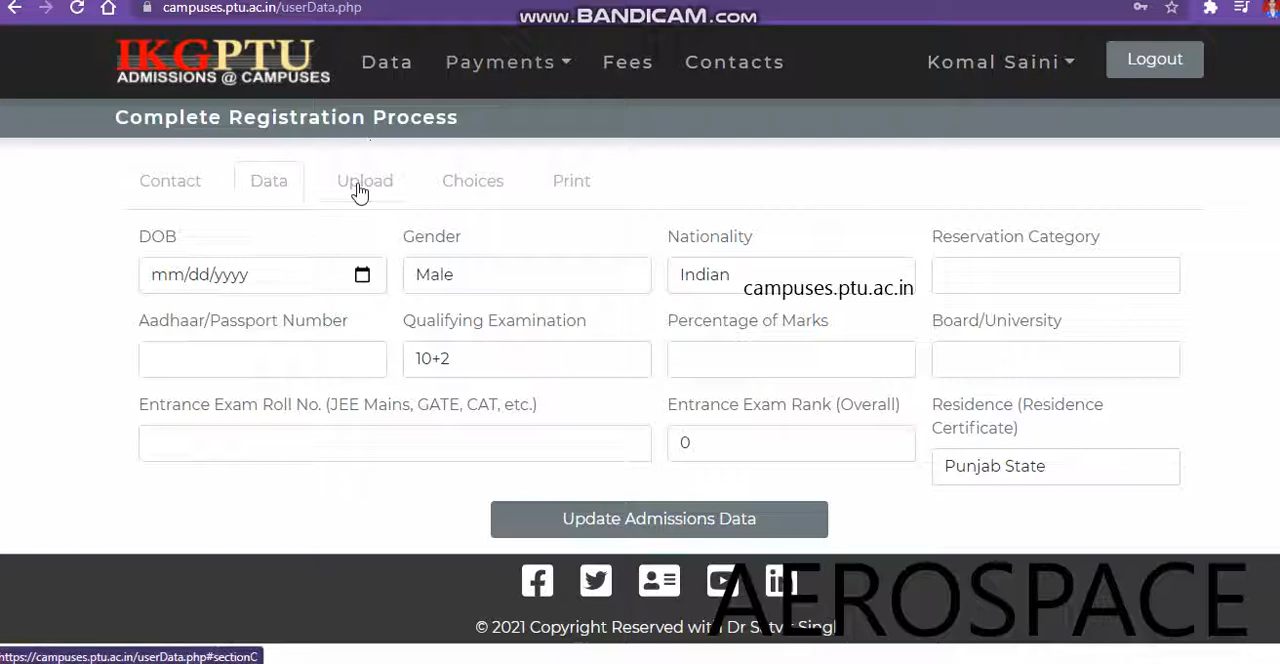 campuses.ptu.ac.in/userData.php
www.BANDICAM.com
IKGPTU
ADMISSIONS @ CAMPUSES
Data Payments Fees Contacts Komal Saini Logout
Complete Registration Process
Contact Data Upload Choices Print
DOB Gender Nationality Reservation Category
mm/dd/yyyy Male Indian
campuses.ptu.ac.in
Aadhaar/Passport Number Qualifying Examination Percentage of Marks Board/University
10+2
Entrance Exam Roll No. (JEE Mains, GATE, CAT, etc.) Entrance Exam Rank (Overall) Residence (Residence
Certificate)
0
Punjab State
Update Admissions Data
AEROSPACE
© 2021 Copyright Reserved with Dr Satvir Singh
https://campuses.ptu.ac.in/userData.php#sectionC